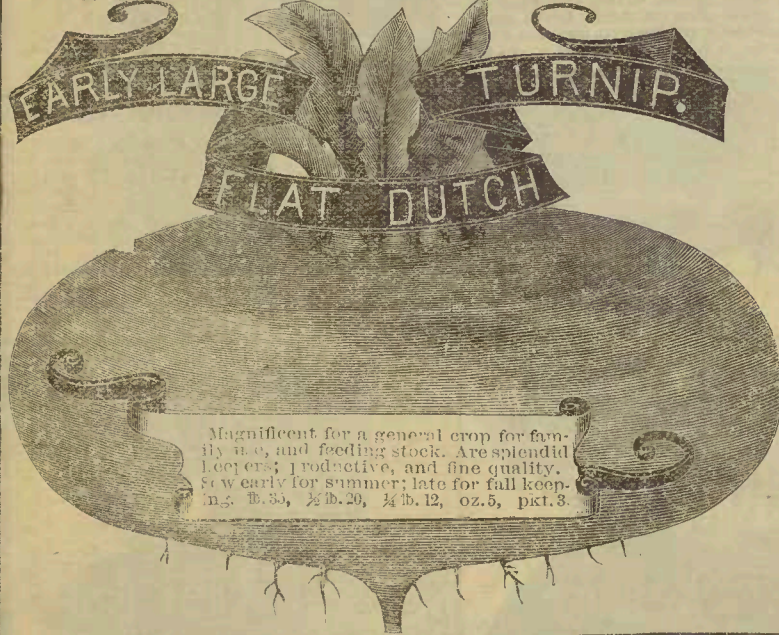 EARLY LARGE
FLAT DUTCH
TURNIP.
Magnificent for a general crop for fam-
ily use, and feeding stock. Are splendid
keepers; productive, and fine quality.
Sow early for summer; late for fall keep-
ing. lb. 35, ½ lb. 20, ¼ lb. 12, oz. 5, pkt. 3.